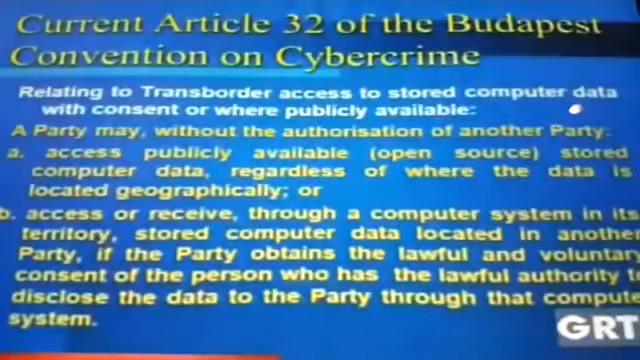 Current Article 32 of the Budapest
Convention on Cybercrime
Relating to Transborder access to stored computer data
with consent or where publicly available:
A Party may, without the authorisation of another Party:
a. access publicly available (open source) stored
computer data, regardless of where the data is
located geographically; or
b. access or receive, through a computer system in its
territory, stored computer data located in another
Party, if the Party obtains the lawful and voluntary
consent of the person who has the lawful authority t
disclose the data to the Party through that compute
system.
GRT